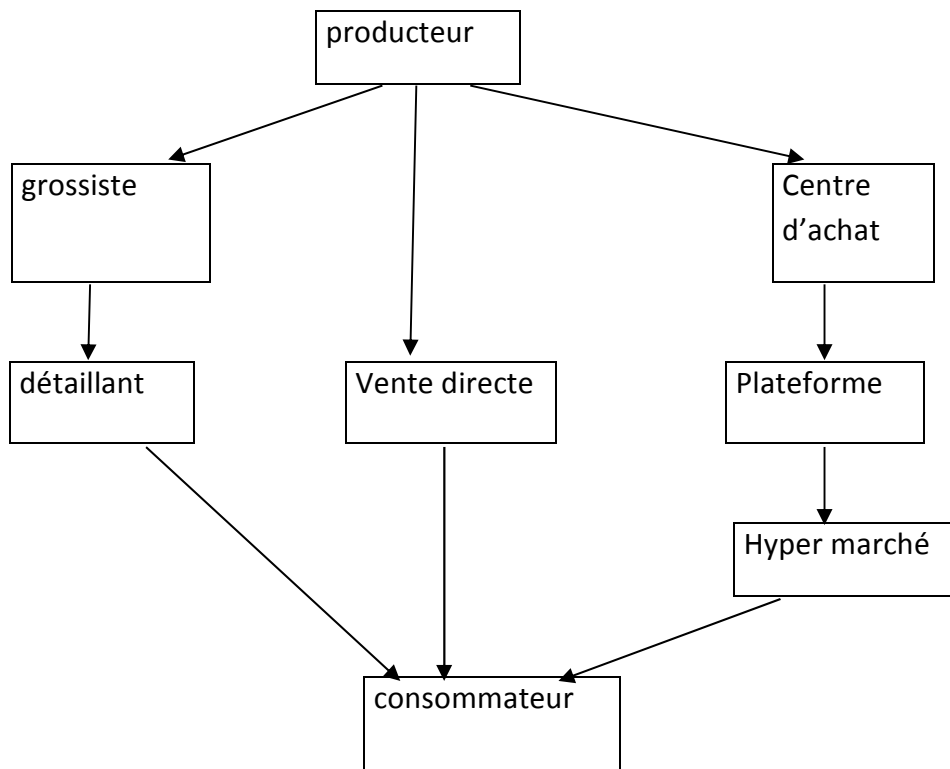 producteur
grossiste
Centre
d’achat
détaillant
Vente directe
Plateforme
Hyper marché
consommateur